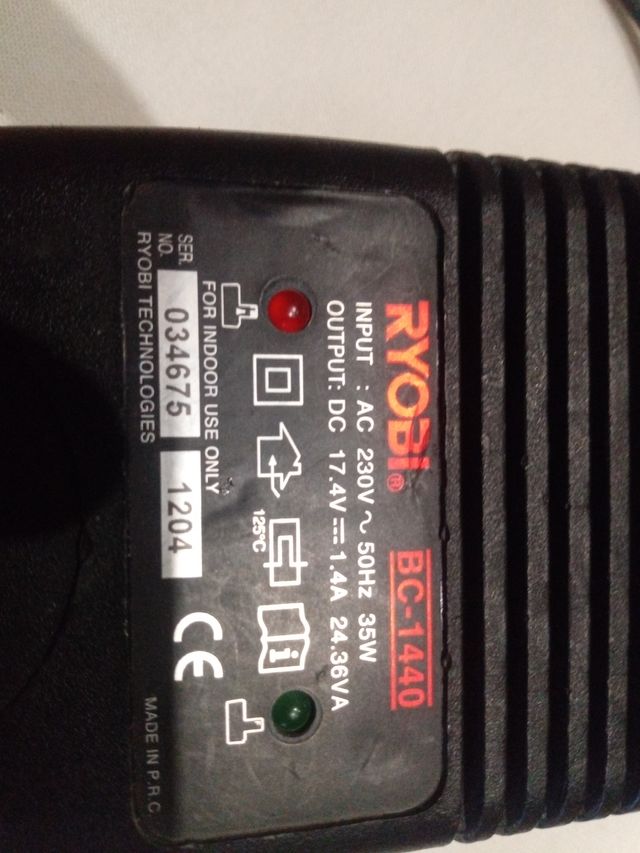 RYOBI® BC-1440
INPUT : AC 230V ~ 50Hz 35W
OUTPUT: DC 17.4V ⎓ 1.4A 24.36VA
125°C
i
FOR INDOOR USE ONLY
SER. NO. 034675 1204 CE
RYOBI TECHNOLOGIES MADE IN P.R.C